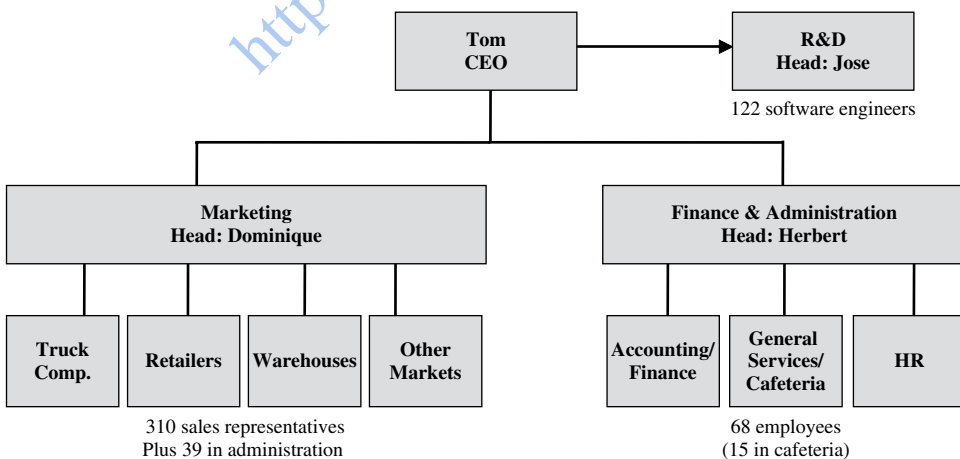 http
Tom
CEO
R&D
Head: Jose
122 software engineers
Marketing
Head: Dominique
Finance & Administration
Head: Herbert
Truck
Comp.
Retailers
Warehouses
Other
Markets
Accounting/
Finance
General
Services/
Cafeteria
HR
310 sales representatives
Plus 39 in administration
68 employees
(15 in cafeteria)